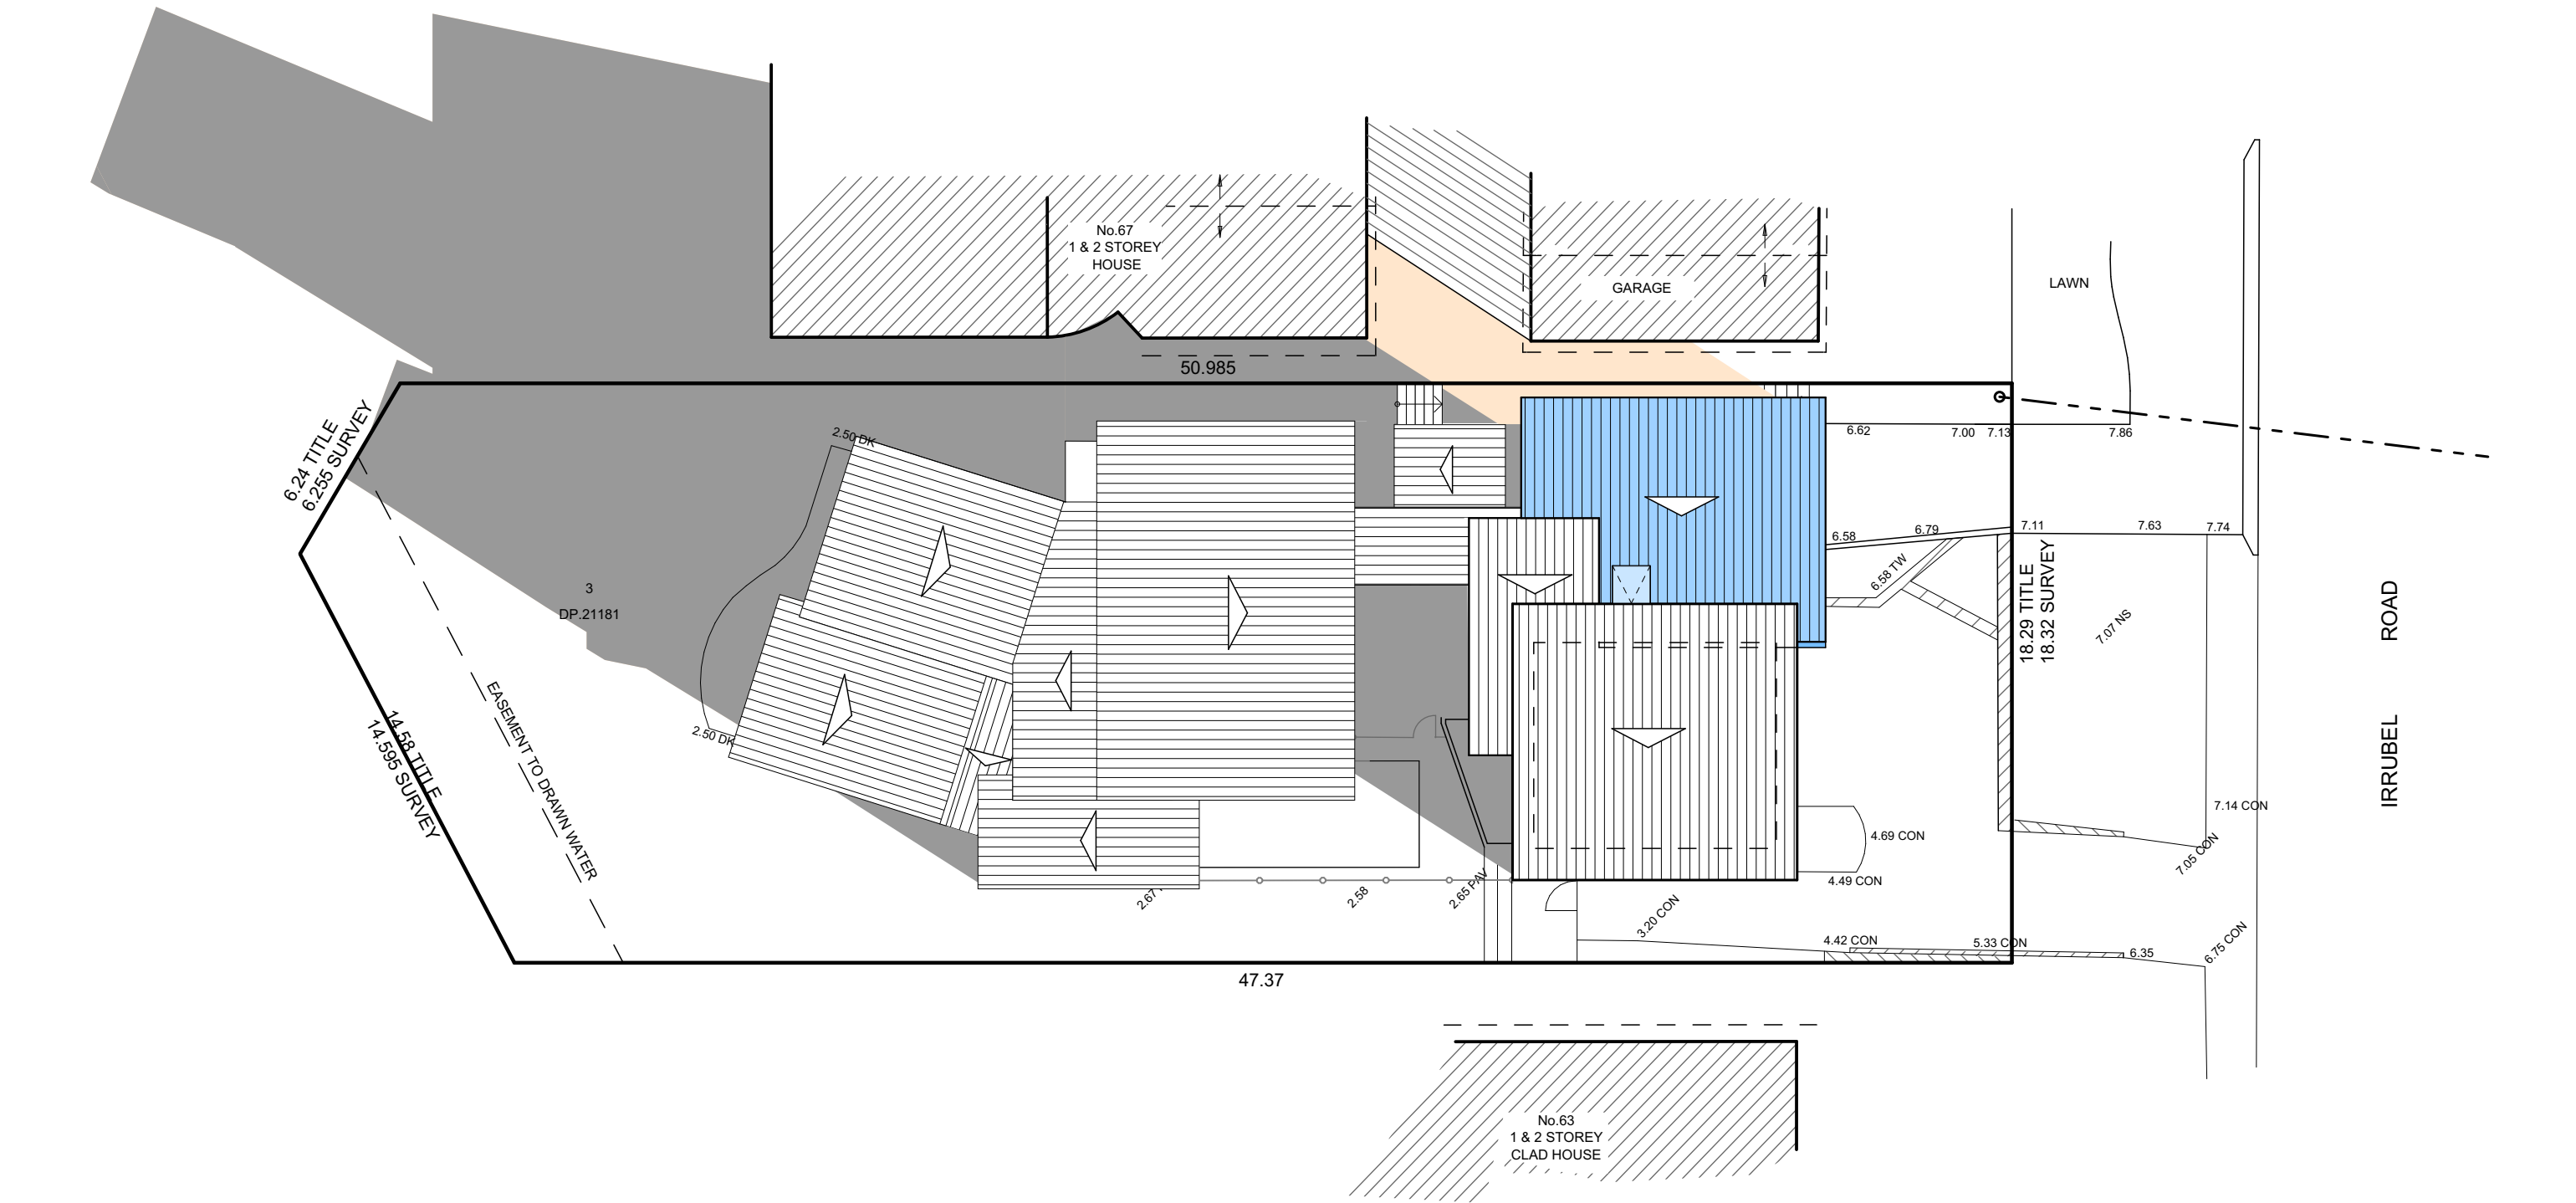 No.67
1 & 2 STOREY
HOUSE
GARAGE
LAWN
50.985
6.24 TITLE
6.255 SURVEY
2.50 DK
6.62
7.00
7.13
7.86
6.58
6.79
7.11
7.63
7.74
6.58 TW
18.29 TITLE
18.32 SURVEY
7.07 NS
IRRUBEL ROAD
3
DP.21181
EASEMENT TO DRAWN WATER
14.58 TITLE
14.595 SURVEY
2.50 DK
7.14 CON
4.69 CON
7.05 CON
4.49 CON
2.67
2.58
2.65 PAV
3.20 CON
4.42 CON
5.33 CON
6.35
6.75 CON
47.37
No.63
1 & 2 STOREY
CLAD HOUSE